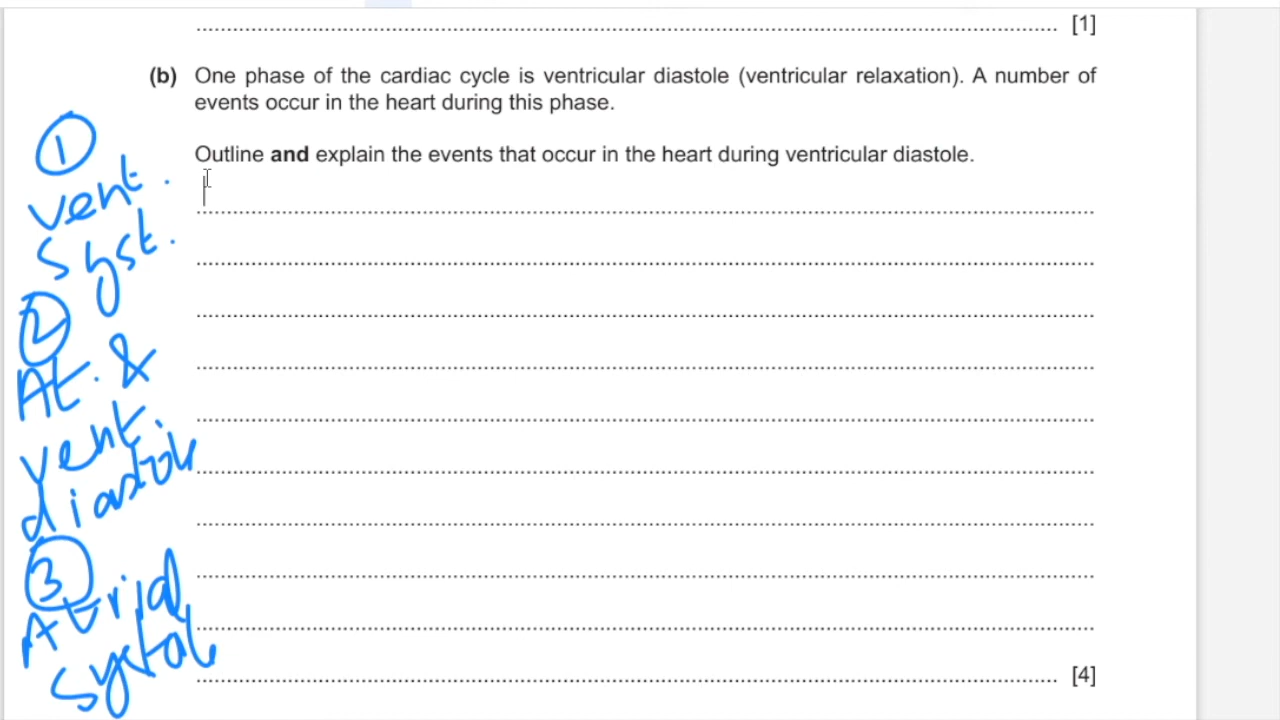 [1]
(b) One phase of the cardiac cycle is ventricular diastole (ventricular relaxation). A number of
events occur in the heart during this phase.
Outline and explain the events that occur in the heart during ventricular diastole.
[4]
1
vent.
syst.
2
At. &
vent.
diastole
3
Atrial
systole